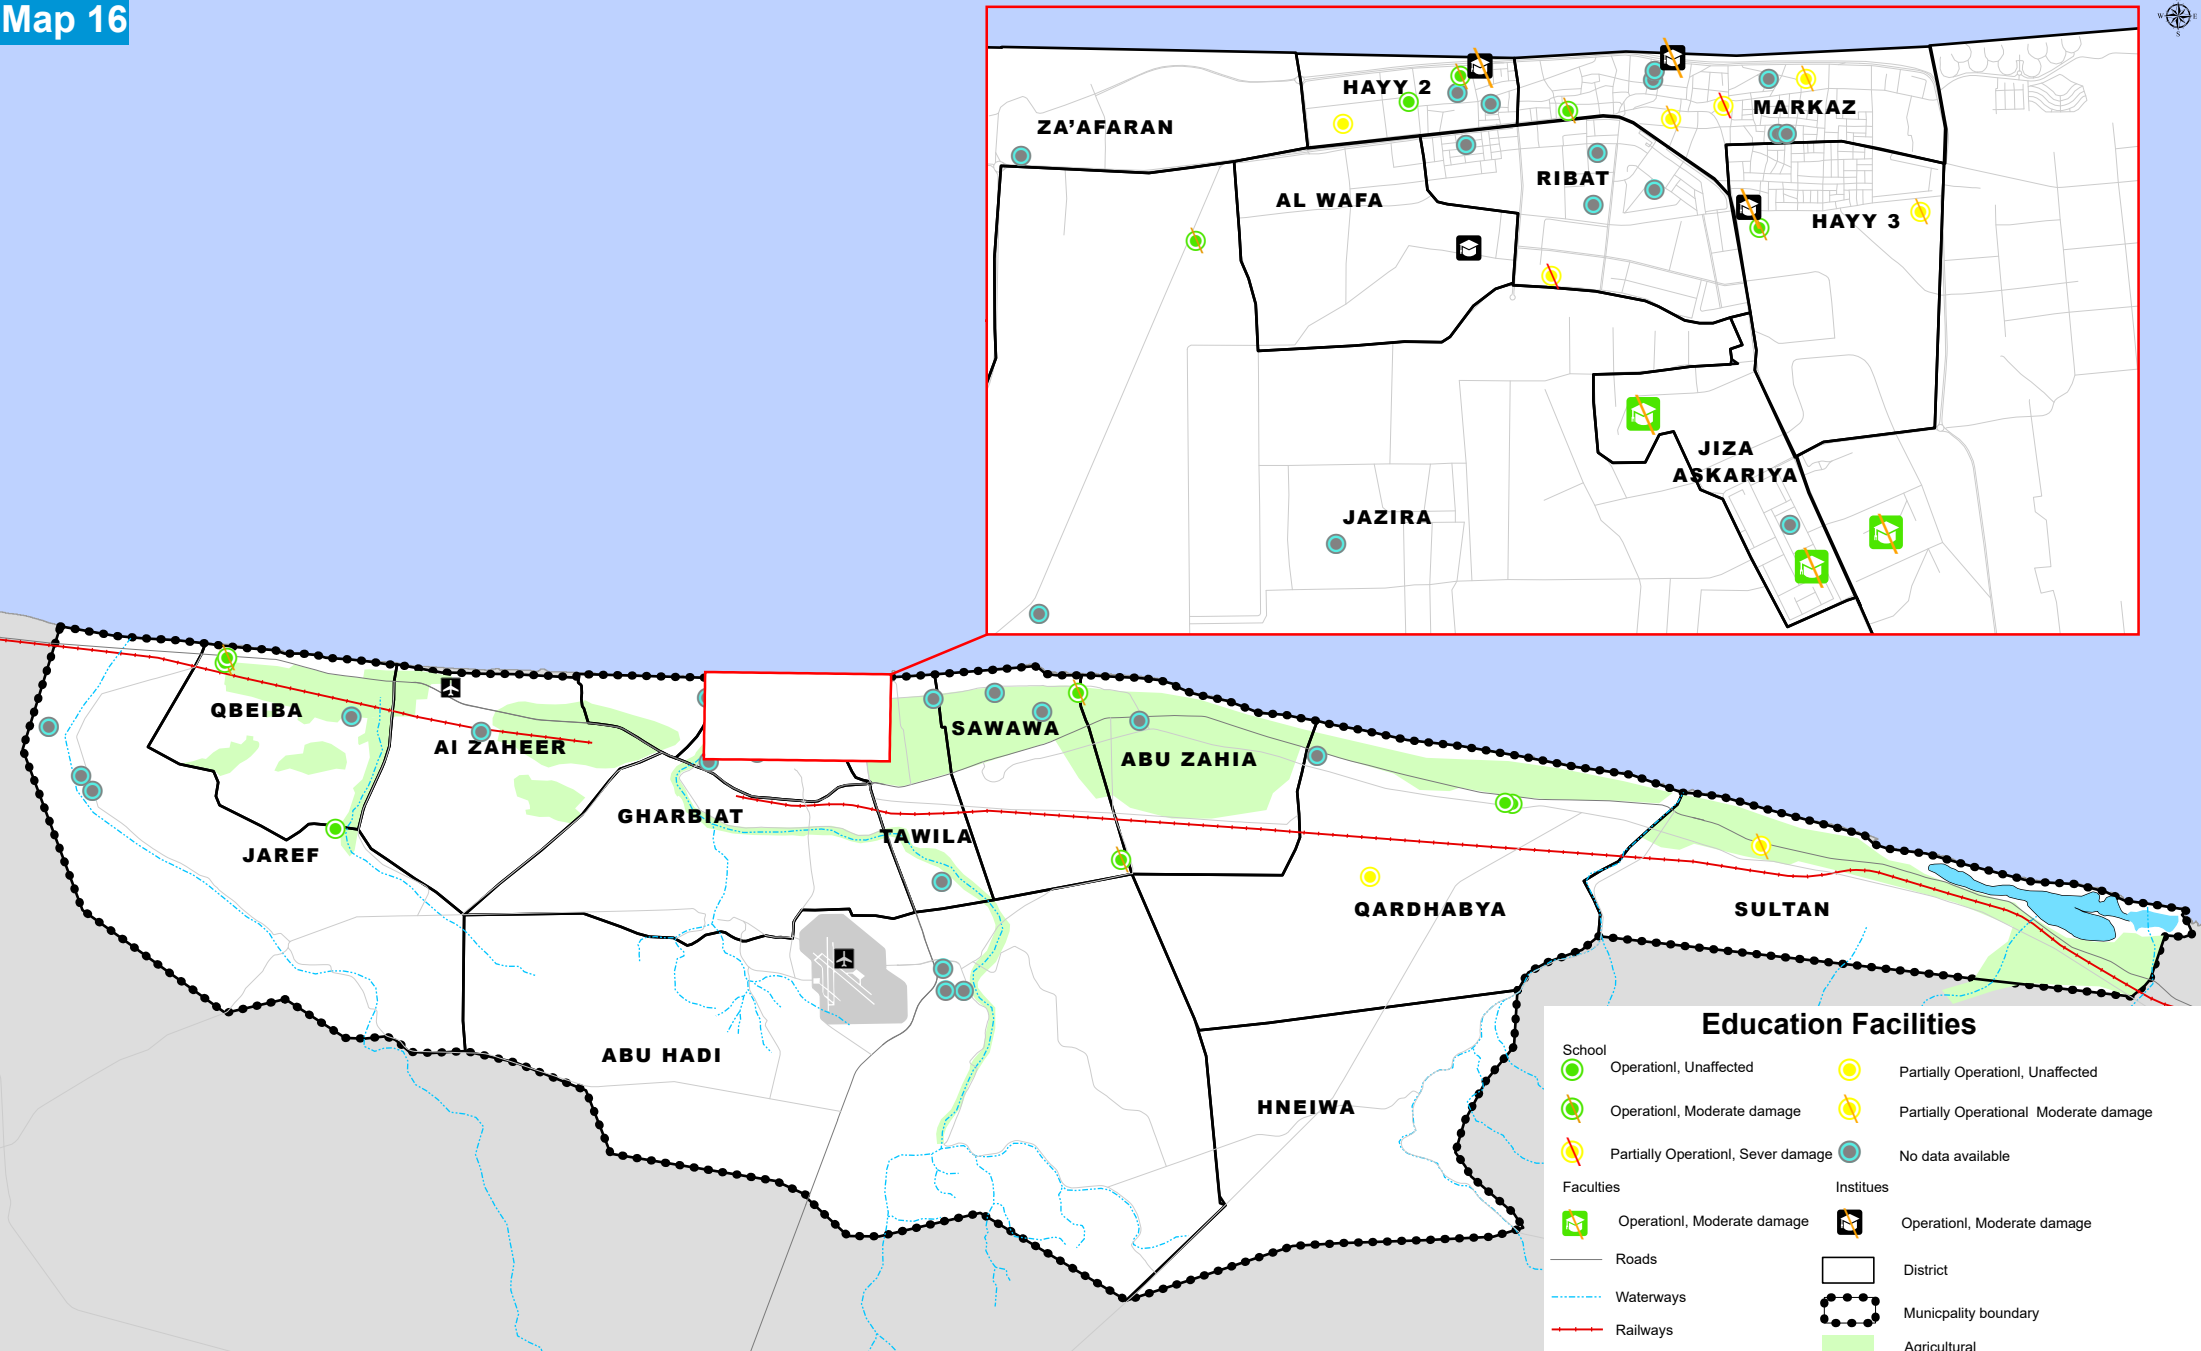 Map 16
W
E
S
HAYY 2
ZA'AFARAN
MARKAZ
RIBAT
AL WAFA
HAYY 3
JIZA
ASKARIYA
JAZIRA
QBEIBA
Al ZAHEER
SAWAWA
ABU ZAHIA
GHARBIAT
TAWILA
JAREF
QARDHABYA
SULTAN
ABU HADI
HNEIWA
Education Facilities
School
Operationl, Unaffected
Partially Operationl, Unaffected
Operationl, Moderate damage
Partially Operational Moderate damage
Partially Operationl, Sever damage
No data available
Faculties
Institues
Operationl, Moderate damage
Operationl, Moderate damage
Roads
District
Waterways
Municpality boundary
Railways
Agricultural